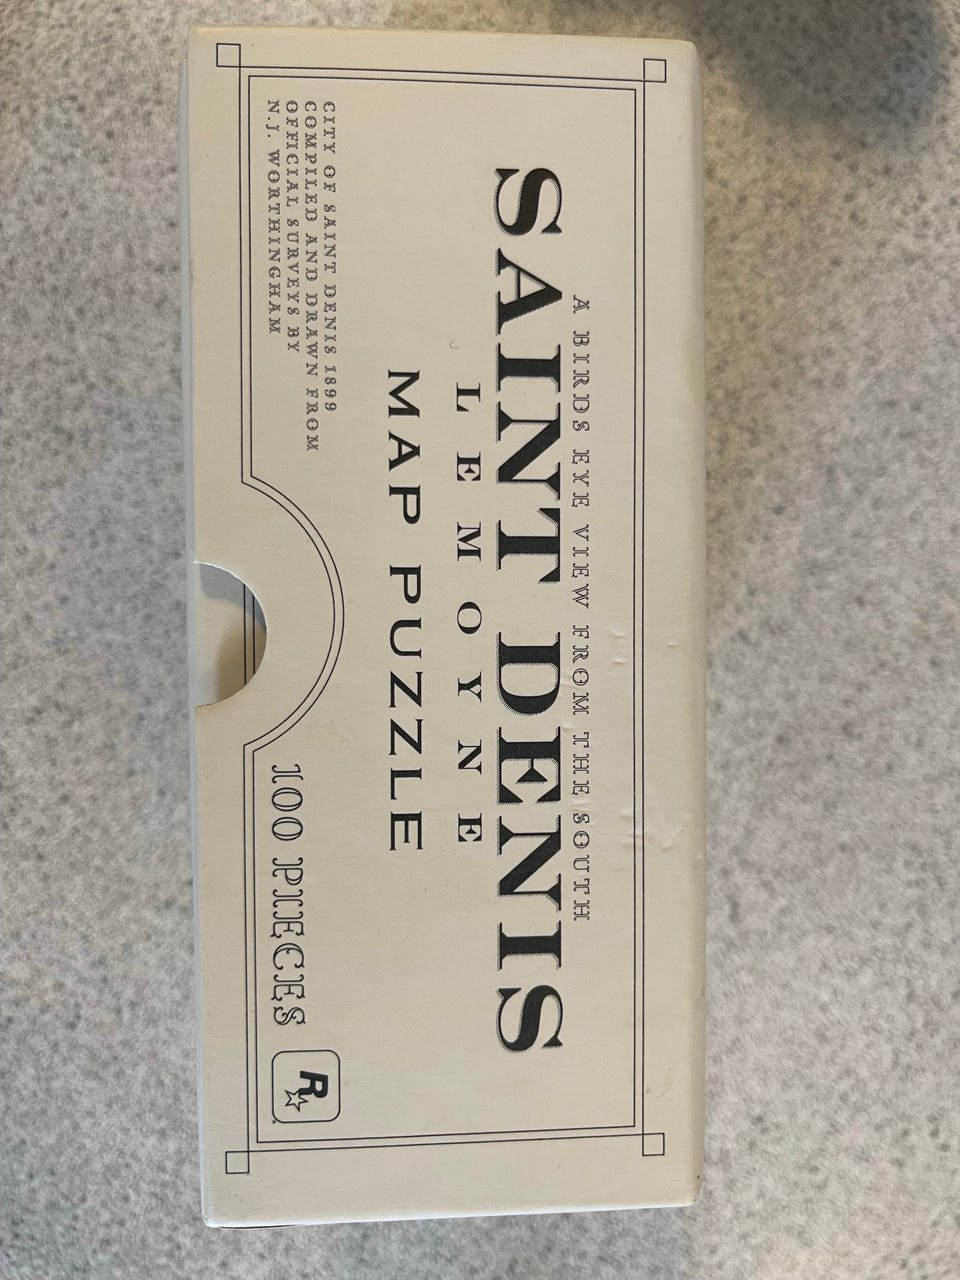 A BIRDS EYE VIEW FROM THE SOUTH
SAINT DENIS
LEMOYNE
MAP PUZZLE
CITY OF SAINT DENIS 1899
COMPILED AND DRAWN FROM
OFFICIAL SURVEYS BY
N.J. WORTHINGHAM
100 PIECES
R